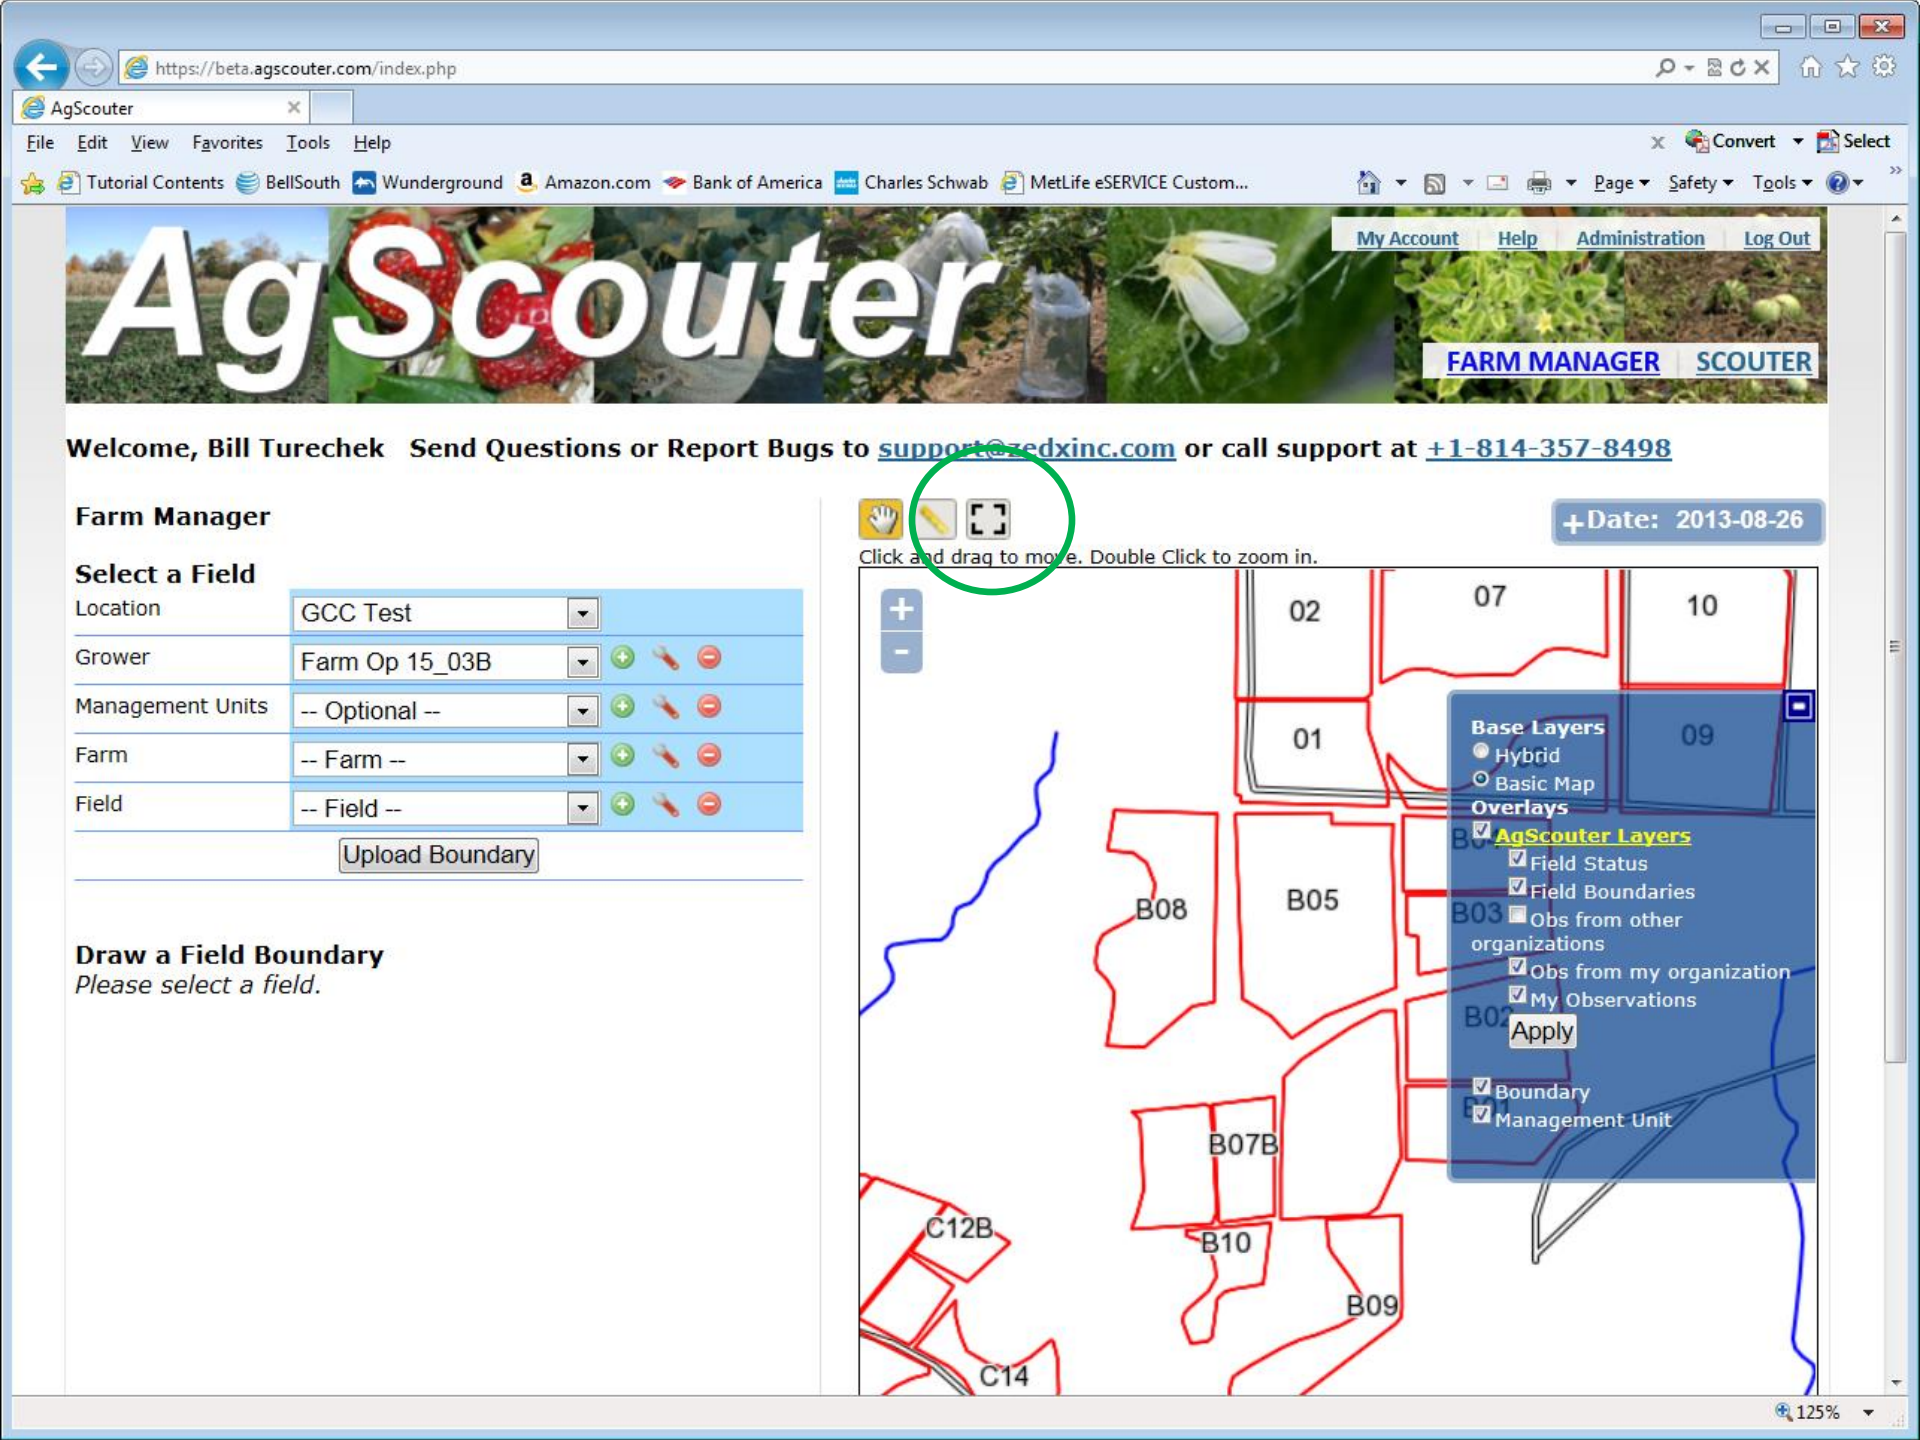 https://beta.agscouter.com/index.php
AgScouter
File Edit View Favorites Tools Help
Convert Select
Tutorial Contents BellSouth Wunderground Amazon.com Bank of America Charles Schwab MetLife eSERVICE Custom... Page Safety Tools
AgScouter
My Account Help Administration Log Out
FARM MANAGER SCOUTER
Welcome, Bill Turechek Send Questions or Report Bugs to support@zedxinc.com or call support at +1-814-357-8498
Farm Manager
Select a Field
Location GCC Test
Grower Farm Op 15_03B
Management Units -- Optional --
Farm -- Farm --
Field -- Field --
Upload Boundary
Draw a Field Boundary
Please select a field.
+Date: 2013-08-26
Click and drag to move. Double Click to zoom in.
+
-
02
07
10
01
09
B08
B05
B04
B03
B02
B01
B07B
C12B
B10
B09
C14
Base Layers
Hybrid
Basic Map
Overlays
AgScouter Layers
Field Status
Field Boundaries
Obs from other
organizations
Obs from my organization
My Observations
Apply
Boundary
Management Unit
125%